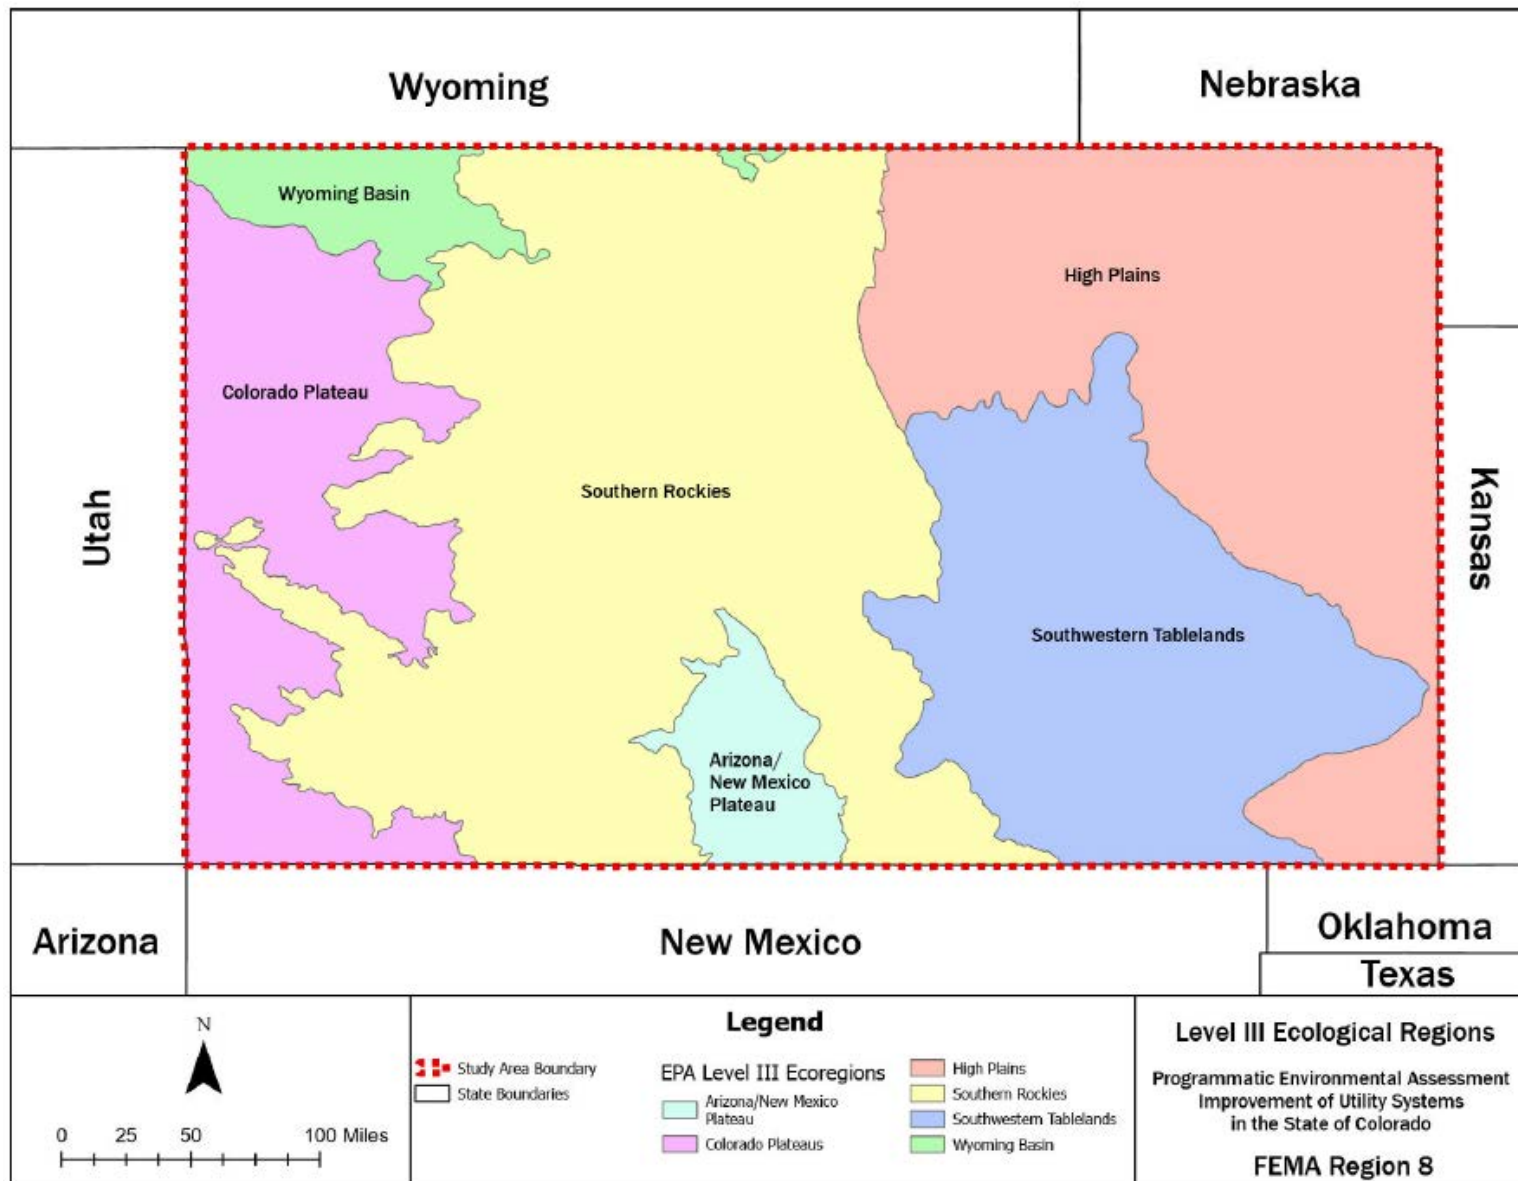 Wyoming
Nebraska
Wyoming Basin
High Plains
Colorado Plateau
Southern Rockies
Utah
Kansas
Southwestern Tablelands
Arizona/
New Mexico
Plateau
Arizona
New Mexico
Oklahoma
Texas
N
0 25 50 100 Miles
Legend
Study Area Boundary
State Boundaries
EPA Level III Ecoregions
Arizona/New Mexico
Plateau
Colorado Plateaus
High Plains
Southern Rockies
Southwestern Tablelands
Wyoming Basin
Level III Ecological Regions
Programmatic Environmental Assessment
Improvement of Utility Systems
in the State of Colorado
FEMA Region 8